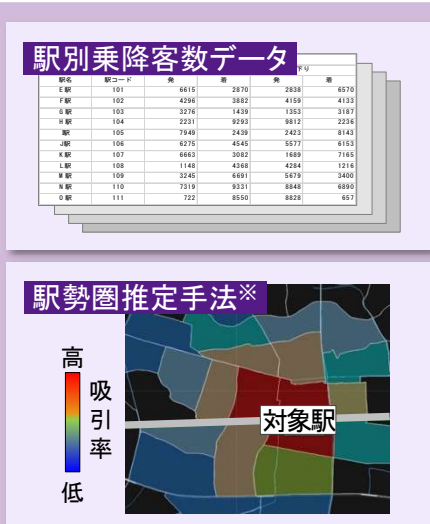 駅別乗降客数データ
下り
駅名 駅コード 発 着 発 着
E駅 101 6615 2870 2838 6570
F駅 102 4296 3882 4159 4133
G駅 103 3276 1439 1353 3187
H駅 104 2231 9293 9812 2236
I駅 105 7949 2439 2423 8143
J駅 106 6275 4545 5577 6153
K駅 107 6663 3082 1689 7165
L駅 108 1148 4368 4284 1216
M駅 109 3245 6691 5679 3400
N駅 110 7319 9331 8848 6890
O駅 111 722 8550 8828 657
駅勢圏推定手法※
高
吸引率
低
対象駅